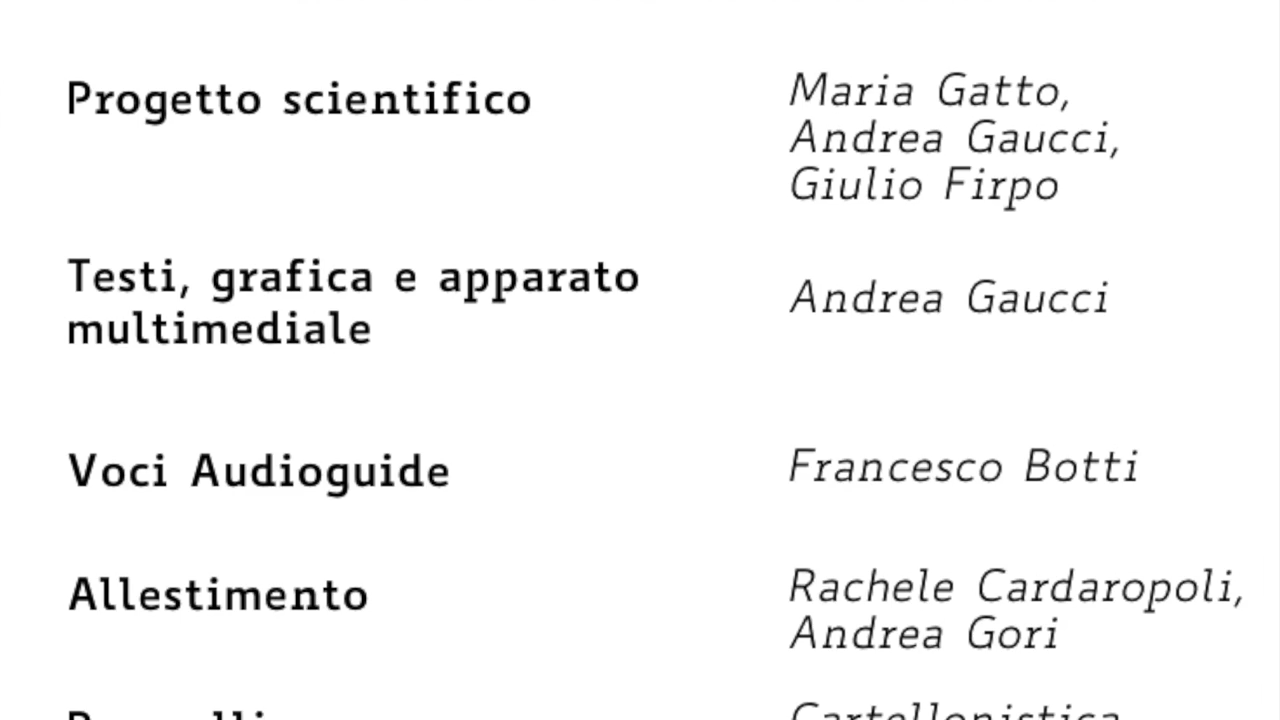 Progetto scientifico
Maria Gatto,
Andrea Gaucci,
Giulio Firpo
Testi, grafica e apparato
multimediale
Andrea Gaucci
Voci Audioguide
Francesco Botti
Allestimento
Rachele Cardaropoli,
Andrea Gori
Cartellonistica